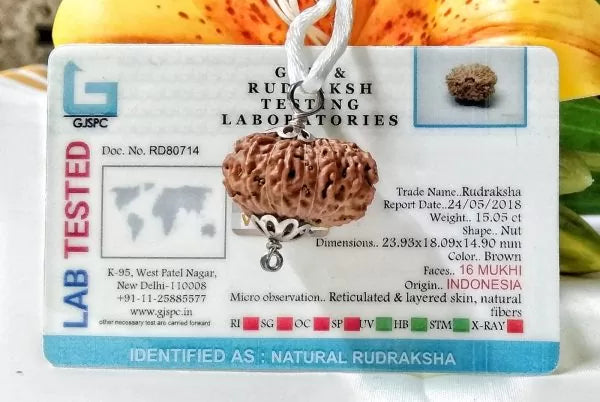 G & 
RUDRAKSH
TESTING
LABORATORIES
GJSPC
LAB TESTED
Doc. No. RD80714
Trade Name..Rudraksha
Report Date..24/05/2018
Weight.. 15.05 ct
Shape.. Nut
Dimensions.. 23.93x18.09x14.90 mm
Color.. Brown
Faces.. 16 MUKHI
Origin.. INDONESIA
Micro observation.. Reticulated & layered skin, natural
fibers
K-95, West Patel Nagar,
New Delhi-110008
+91-11-25885577
www.gjspc.in
other necessary test are carried forward
RI SG OC SP UV HB STM X-RAY
IDENTIFIED AS : NATURAL RUDRAKSHA